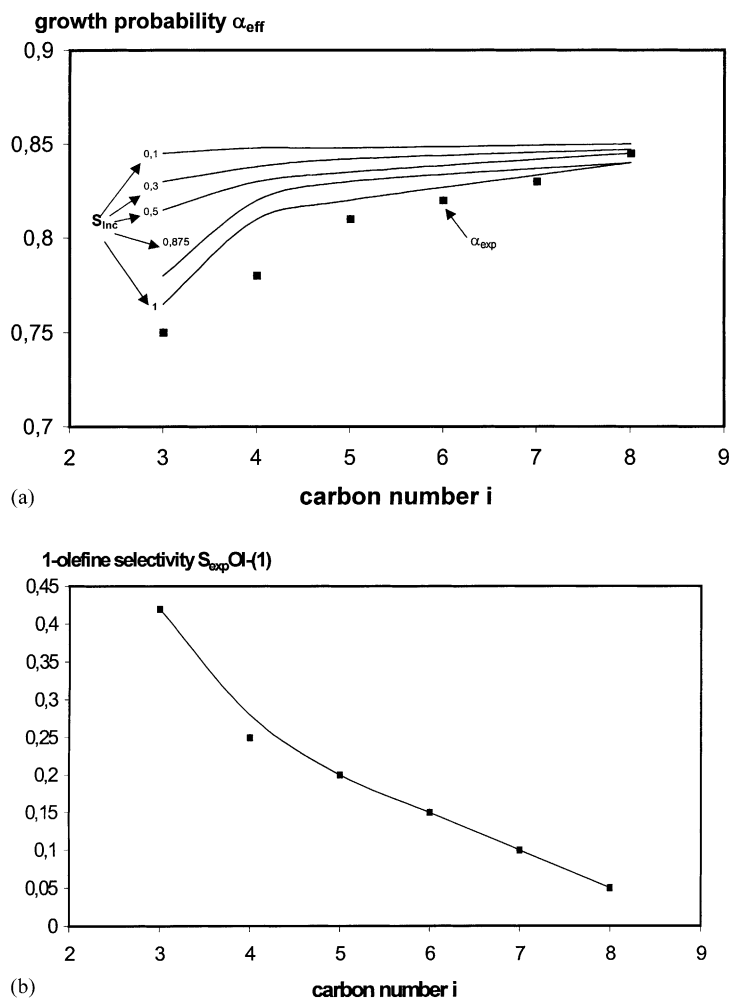 growth probability αeff
0,9
0,85
0,8
0,75
0,7
0,1
0,3
0,5
SInc
0,875
1
αexp
2 3 4 5 6 7 8 9
(a)
carbon number i
1-olefine selectivity SexpOl-(1)
0,45
0,4
0,35
0,3
0,25
0,2
0,15
0,1
0,05
0
2 3 4 5 6 7 8 9
(b)
carbon number i